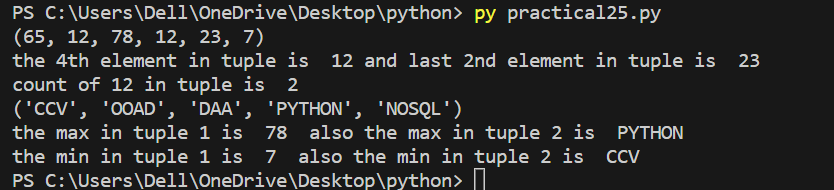 PS C:\Users\Dell\OneDrive\Desktop\python> py practical25.py
(65, 12, 78, 12, 23, 7)
the 4th element in tuple is  12 and last 2nd element in tuple is  23
count of 12 in tuple is  2
('CCV', 'OOAD', 'DAA', 'PYTHON', 'NOSQL')
the max in tuple 1 is  78  also the max in tuple 2 is  PYTHON
the min in tuple 1 is  7  also the min in tuple 2 is  CCV
PS C:\Users\Dell\OneDrive\Desktop\python>